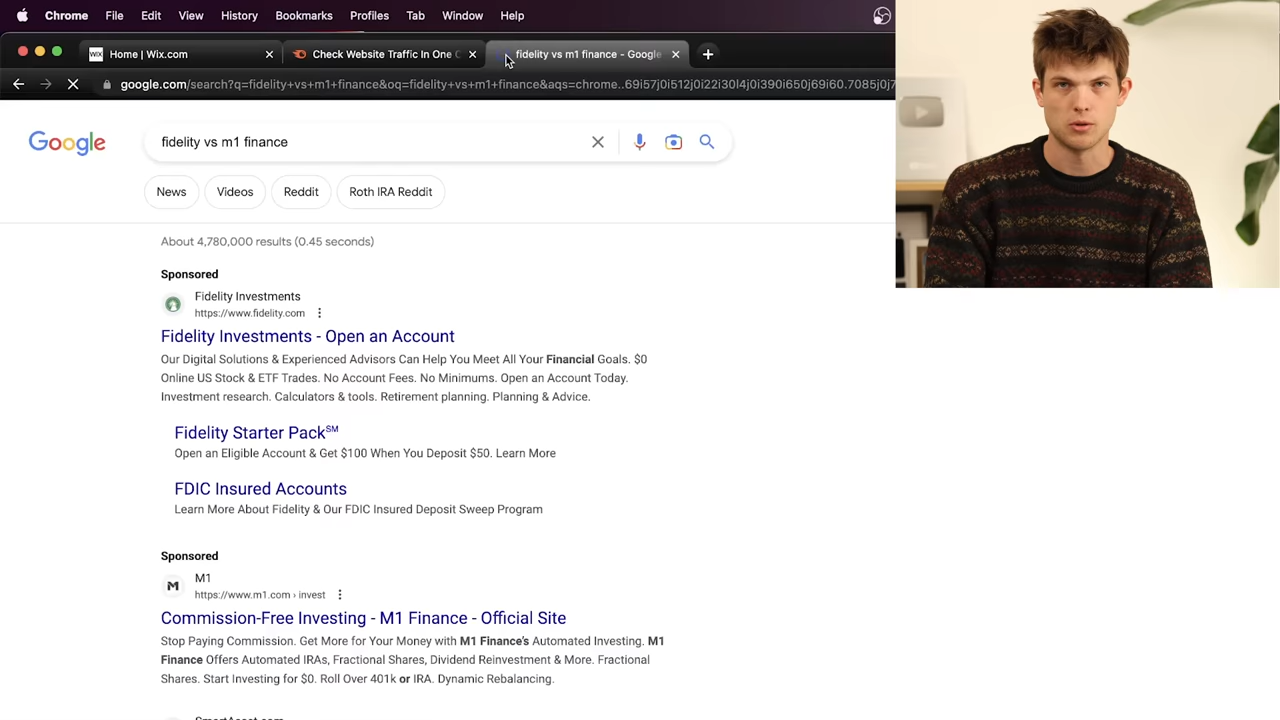 Chrome File Edit View History Bookmarks Profiles Tab Window Help
WIX Home | Wix.com Check Website Traffic In One C fidelity vs m1 finance - Google
google.com/search?q=fidelity+vs+m1+finance&oq=fidelity+vs+m1+finance&aqs=chrome..69i57j0i512j0i22i30l4j0i390i650j69i60.7085j0j7
Google fidelity vs m1 finance
News Videos Reddit Roth IRA Reddit
About 4,780,000 results (0.45 seconds)
Sponsored
Fidelity Investments
https://www.fidelity.com
Fidelity Investments - Open an Account
Our Digital Solutions & Experienced Advisors Can Help You Meet All Your Financial Goals. $0
Online US Stock & ETF Trades. No Account Fees. No Minimums. Open an Account Today.
Investment research. Calculators & tools. Retirement planning. Planning & Advice.
Fidelity Starter Pack℠
Open an Eligible Account & Get $100 When You Deposit $50. Learn More
FDIC Insured Accounts
Learn More About Fidelity & Our FDIC Insured Deposit Sweep Program
Sponsored
M1
https://www.m1.com › invest
Commission-Free Investing - M1 Finance - Official Site
Stop Paying Commission. Get More for Your Money with M1 Finance's Automated Investing. M1
Finance Offers Automated IRAs, Fractional Shares, Dividend Reinvestment & More. Fractional
Shares. Start Investing for $0. Roll Over 401k or IRA. Dynamic Rebalancing.
SmartAsset.com